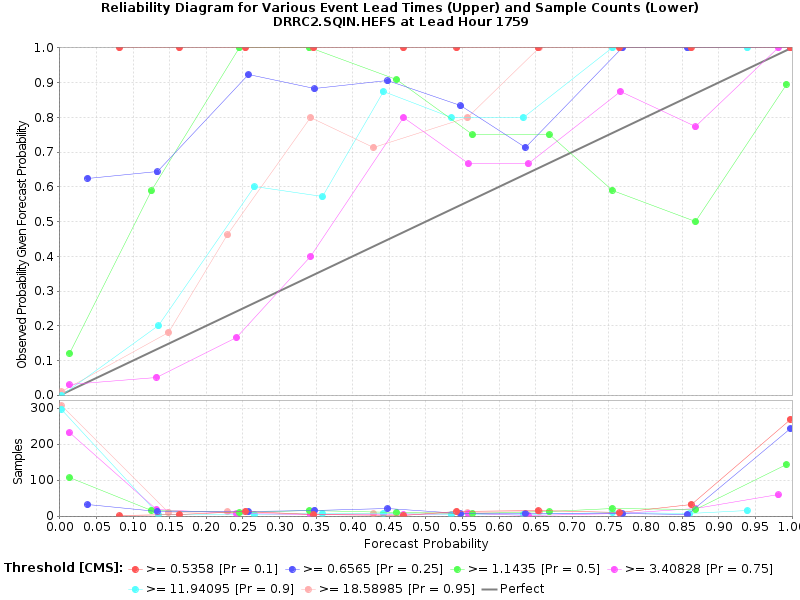 Reliability Diagram for Various Event Lead Times (Upper) and Sample Counts (Lower)
DRRC2.SQIN.HEFS at Lead Hour 1759
Observed Probability Given Forecast Probability
1.0
0.9
0.8
0.7
0.6
0.5
0.4
0.3
0.2
0.1
0.0
Samples
300
200
100
0
0.00 0.05 0.10 0.15 0.20 0.25 0.30 0.35 0.40 0.45 0.50 0.55 0.60 0.65 0.70 0.75 0.80 0.85 0.90 0.95 1.0
Forecast Probability
Threshold [CMS]: >= 0.5358 [Pr = 0.1] >= 0.6565 [Pr = 0.25] >= 1.1435 [Pr = 0.5] >= 3.40828 [Pr = 0.75]
>= 11.94095 [Pr = 0.9] >= 18.58985 [Pr = 0.95] Perfect